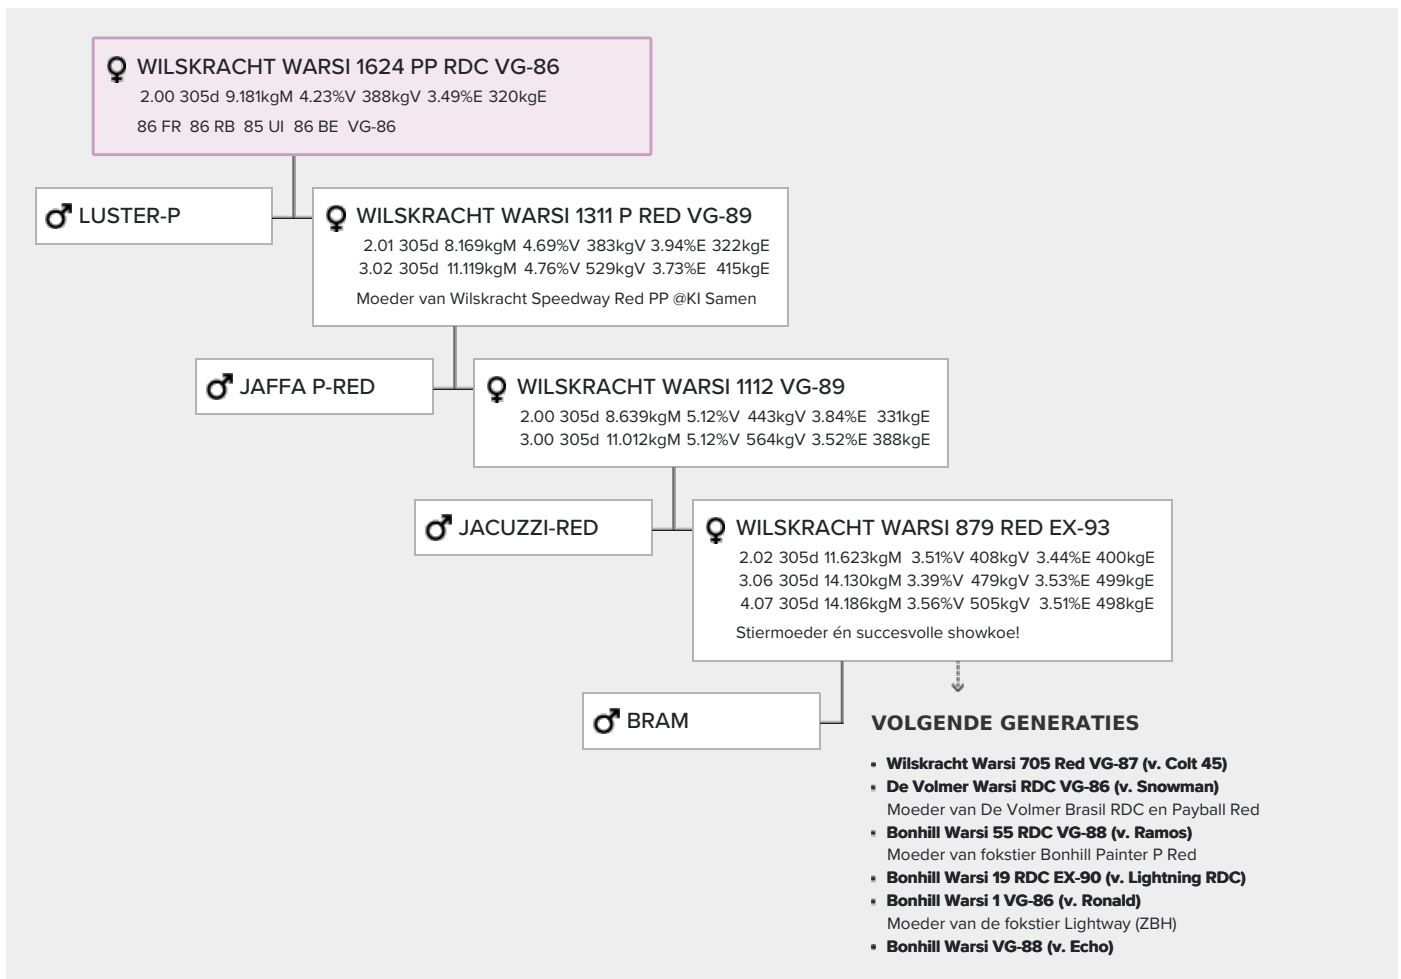 WILSKRACHT WARSI 1624 PP RDC VG-86
2.00 305d 9.181kgM 4.23%V 388kgV 3.49%E 320kgE
86 FR 86 RB 85 UI 86 BE VG-86
LUSTER-P
WILSKRACHT WARSI 1311 P RED VG-89
2.01 305d 8.169kgM 4.69%V 383kgV 3.94%E 322kgE
3.02 305d 11.119kgM 4.76%V 529kgV 3.73%E 415kgE
Moeder van Wilskracht Speedway Red PP @KI Samen
JAFFA P-RED
WILSKRACHT WARSI 1112 VG-89
2.00 305d 8.639kgM 5.12%V 443kgV 3.84%E 331kgE
3.00 305d 11.012kgM 5.12%V 564kgV 3.52%E 388kgE
JACUZZI-RED
WILSKRACHT WARSI 879 RED EX-93
2.02 305d 11.623kgM 3.51%V 408kgV 3.44%E 400kgE
3.06 305d 14.130kgM 3.39%V 479kgV 3.53%E 499kgE
4.07 305d 14.186kgM 3.56%V 505kgV 3.51%E 498kgE
Stiermoeder én succesvolle showkoe!
BRAM
VOLGENDE GENERATIES
▪ Wilskracht Warsi 705 Red VG-87 (v. Colt 45)
▪ De Volmer Warsi RDC VG-86 (v. Snowman)
Moeder van De Volmer Brasil RDC en Payball Red
▪ Bonhill Warsi 55 RDC VG-88 (v. Ramos)
Moeder van fokstier Bonhill Painter P Red
▪ Bonhill Warsi 19 RDC EX-90 (v. Lightning RDC)
▪ Bonhill Warsi 1 VG-86 (v. Ronald)
Moeder van de fokstier Lightway (ZBH)
▪ Bonhill Warsi VG-88 (v. Echo)